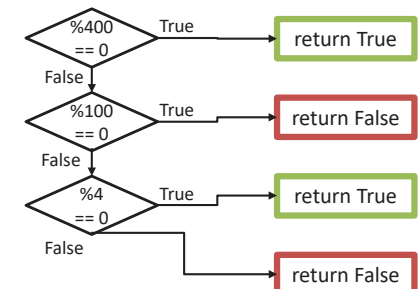 %400
== 0
True
return True
False
%100
== 0
True
return False
False
%4
== 0
True
return True
False
return False